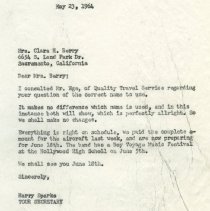 May 23, 1964
Mrs. Clara H. Berry
6634 S. Land Park Dr.
Sacramento, California
Dear Mrs. Berry:
I consulted Mr. Ege, of Quality Travel Service regarding
your question of the correct name to use.
It makes no difference which name is used, and in this
instance both will show, which is perfectly allright. So
we shall make no changes.
Everything is right on schedule, we paid the complete a-
mount for the aircraft last week, and are now preparing
for June 18th. The band has a Bon Voyage Music Festival
at the Hollywood High School on June 5th.
We shall see you June 18th.
Sincerely,
Harry Sparks
TOUR SECRETARY